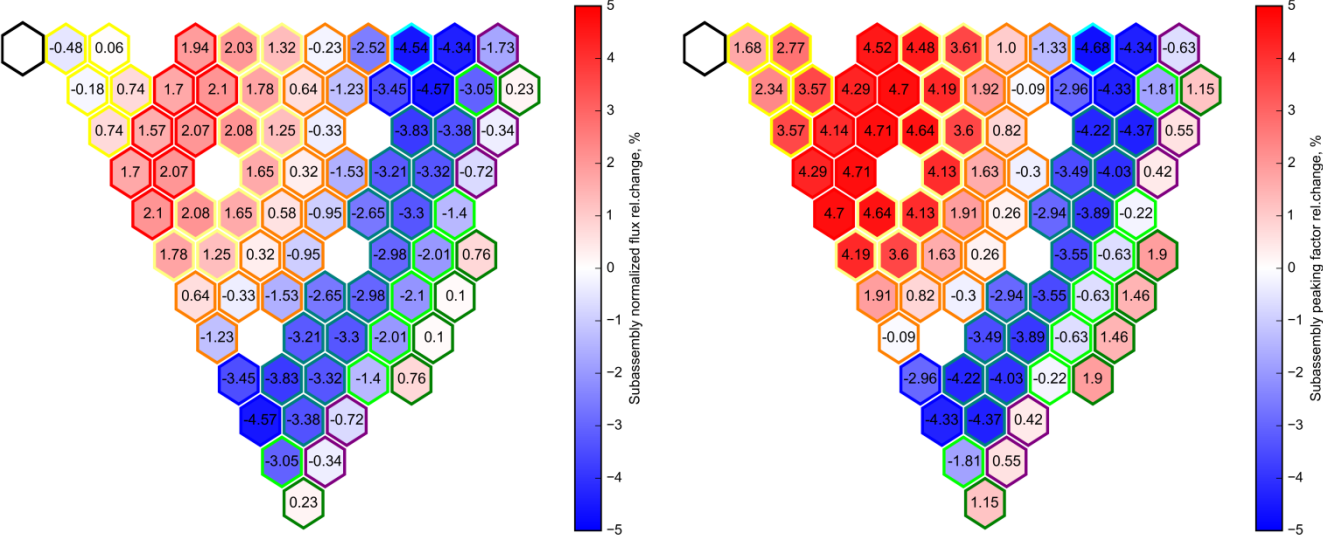 -0.48 0.06 1.94 2.03 1.32 -0.23 -2.52 -4.54 -4.34 -1.73
-0.18 0.74 1.7 2.1 1.78 0.64 -1.23 -3.45 -4.57 -3.05 0.23
0.74 1.57 2.07 2.08 1.25 -0.33 -3.83 -3.38 -0.34
1.7 2.07 1.65 0.32 -1.53 -3.21 -3.32 -0.72
2.1 2.08 1.65 0.58 -0.95 -2.65 -3.3 -1.4
1.78 1.25 0.32 -0.95 -2.98 -2.01 0.76
0.64 -0.33 -1.53 -2.65 -2.98 -2.1 0.1
-1.23 -3.21 -3.3 -2.01 0.1
-3.45 -3.83 -3.32 -1.4 0.76
-4.57 -3.38 -0.72
-3.05 -0.34
0.23
5
4
3
2
1
0
−1
−2
−3
−4
−5
Subassembly normalized flux rel.change, %
1.68 2.77 4.52 4.48 3.61 1.0 -1.33 -4.68 -4.34 -0.63
2.34 3.57 4.29 4.7 4.19 1.92 -0.09 -2.96 -4.33 -1.81 1.15
3.57 4.14 4.71 4.64 3.6 0.82 -4.22 -4.37 0.55
4.29 4.71 4.13 1.63 -0.3 -3.49 -4.03 0.42
4.7 4.64 4.13 1.91 0.26 -2.94 -3.89 -0.22
4.19 3.6 1.63 0.26 -3.55 -0.63 1.9
1.91 0.82 -0.3 -2.94 -3.55 -0.63 1.46
-0.09 -3.49 -3.89 -0.63 1.46
-2.96 -4.22 -4.03 -0.22 1.9
-4.33 -4.37 0.42
-1.81 0.55
1.15
5
4
3
2
1
0
−1
−2
−3
−4
−5
Subassembly peaking factor rel.change, %